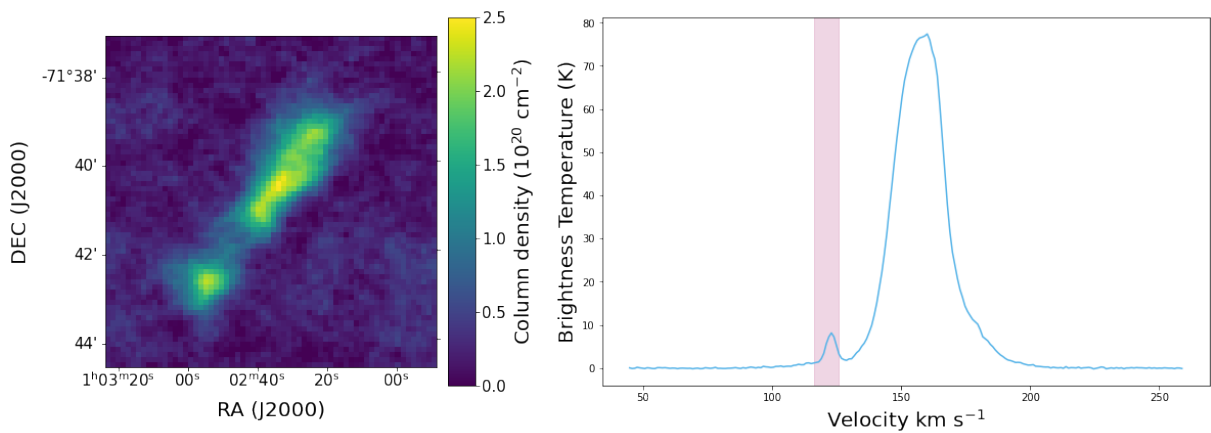 -71°38'
40'
42'
44'
DEC (J2000)
1ʰ03ᵐ20ˢ 00ˢ 02ᵐ40ˢ 20ˢ 00ˢ
RA (J2000)
2.5
2.0
1.5
1.0
0.5
0.0
Column density (10²⁰ cm⁻²)
80
70
60
50
40
30
20
10
0
Brightness Temperature (K)
50 100 150 200 250
Velocity km s⁻¹